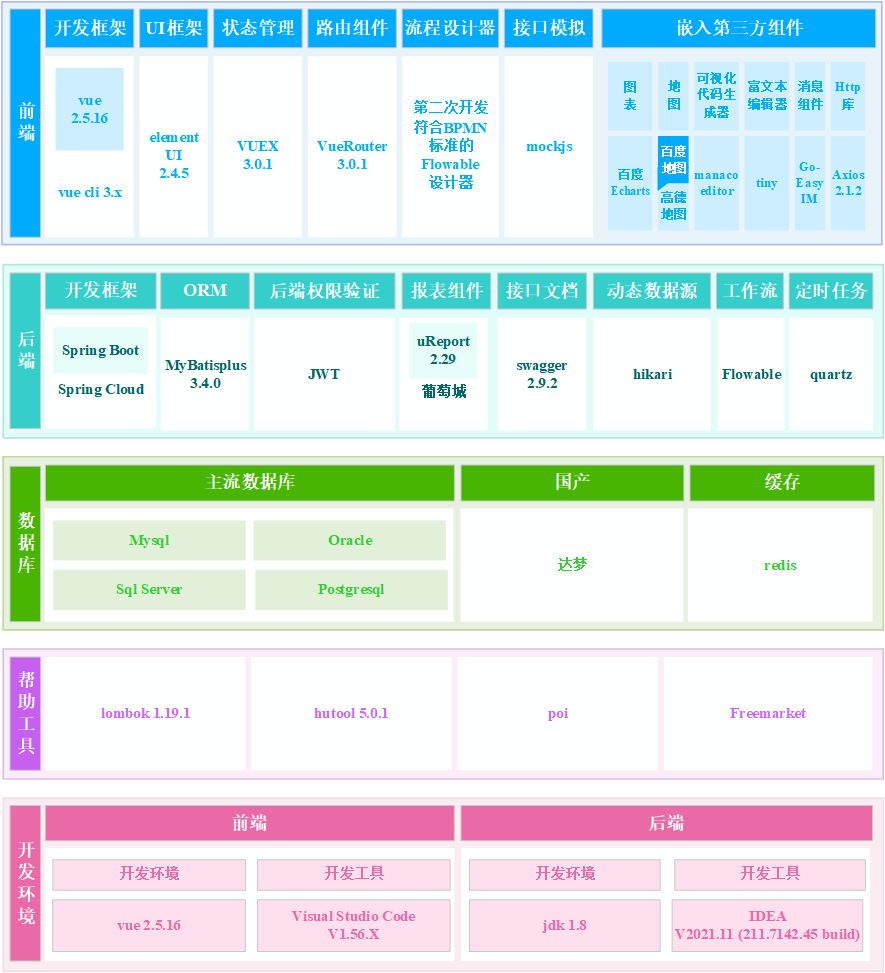 前端
开发框架
UI框架
状态管理
路由组件
流程设计器
接口模拟
嵌入第三方组件
vue
2.5.16
vue cli 3.x
element
UI
2.4.5
VUEX
3.0.1
VueRouter
3.0.1
第二次开发
符合BPMN
标准的
Flowable
设计器
mockjs
图
表
地
图
可视化
代码生
成器
富文本
编辑器
消息
组件
Http
库
百度
Echarts
百度
地图
高德
地图
manaco
editor
tiny
Go-
Easy
IM
Axios
2.1.2
后端
开发框架
ORM
后端权限验证
报表组件
接口文档
动态数据源
工作流
定时任务
Spring Boot
Spring Cloud
MyBatisplus
3.4.0
JWT
uReport
2.29
葡萄城
swagger
2.9.2
hikari
Flowable
quartz
数据库
主流数据库
国产
缓存
Mysql
Oracle
Sql Server
Postgresql
达梦
redis
帮助工具
lombok 1.19.1
hutool 5.0.1
poi
Freemarket
开发环境
前端
后端
开发环境
开发工具
开发环境
开发工具
vue 2.5.16
Visual Studio Code
V1.56.X
jdk 1.8
IDEA
V2021.11 (211.7142.45 build)